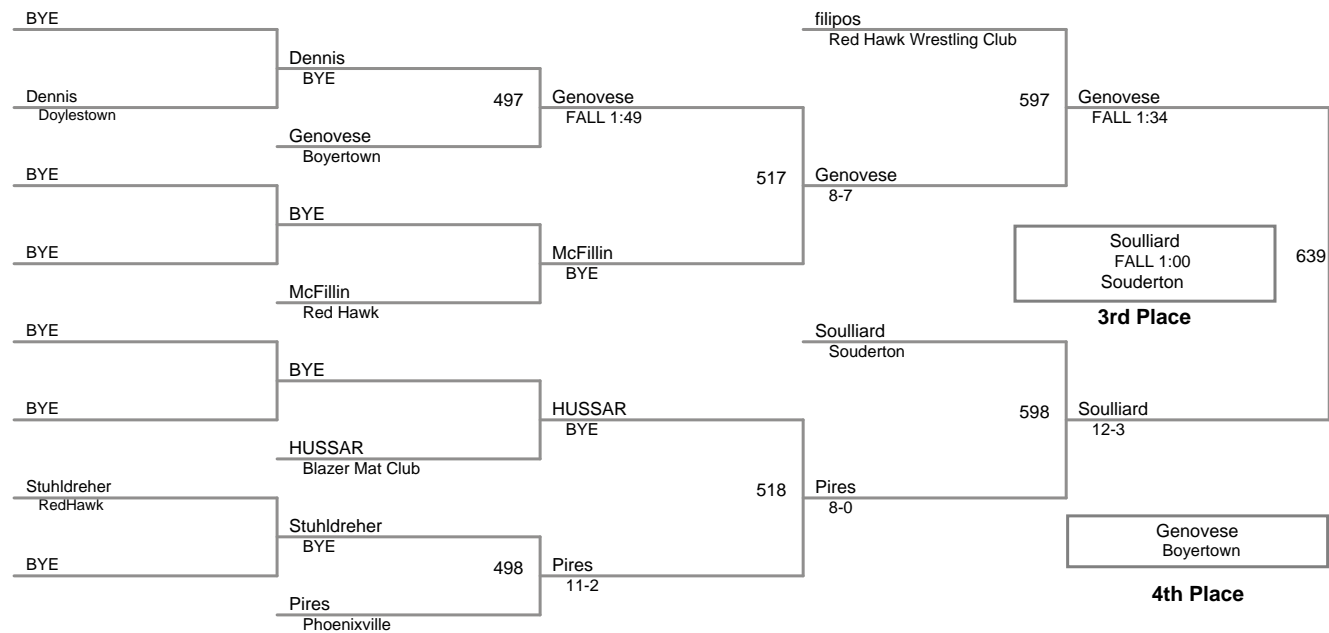 BYE
Dennis
Doylestown
BYE
BYE
BYE
BYE
Stuhldreher
RedHawk
BYE
Dennis
BYE
Genovese
Boyertown
BYE
McFillin
Red Hawk
BYE
HUSSAR
Blazer Mat Club
Stuhldreher
BYE
Pires
Phoenixville
497
498
Genovese
FALL 1:49
McFillin
BYE
HUSSAR
BYE
Pires
11-2
517
518
filipos
Red Hawk Wrestling Club
Genovese
8-7
Soulliard
Souderton
Pires
8-0
597
598
Genovese
FALL 1:34
Soulliard
12-3
639
Soulliard
FALL 1:00
Souderton
3rd Place
Genovese
Boyertown
4th Place